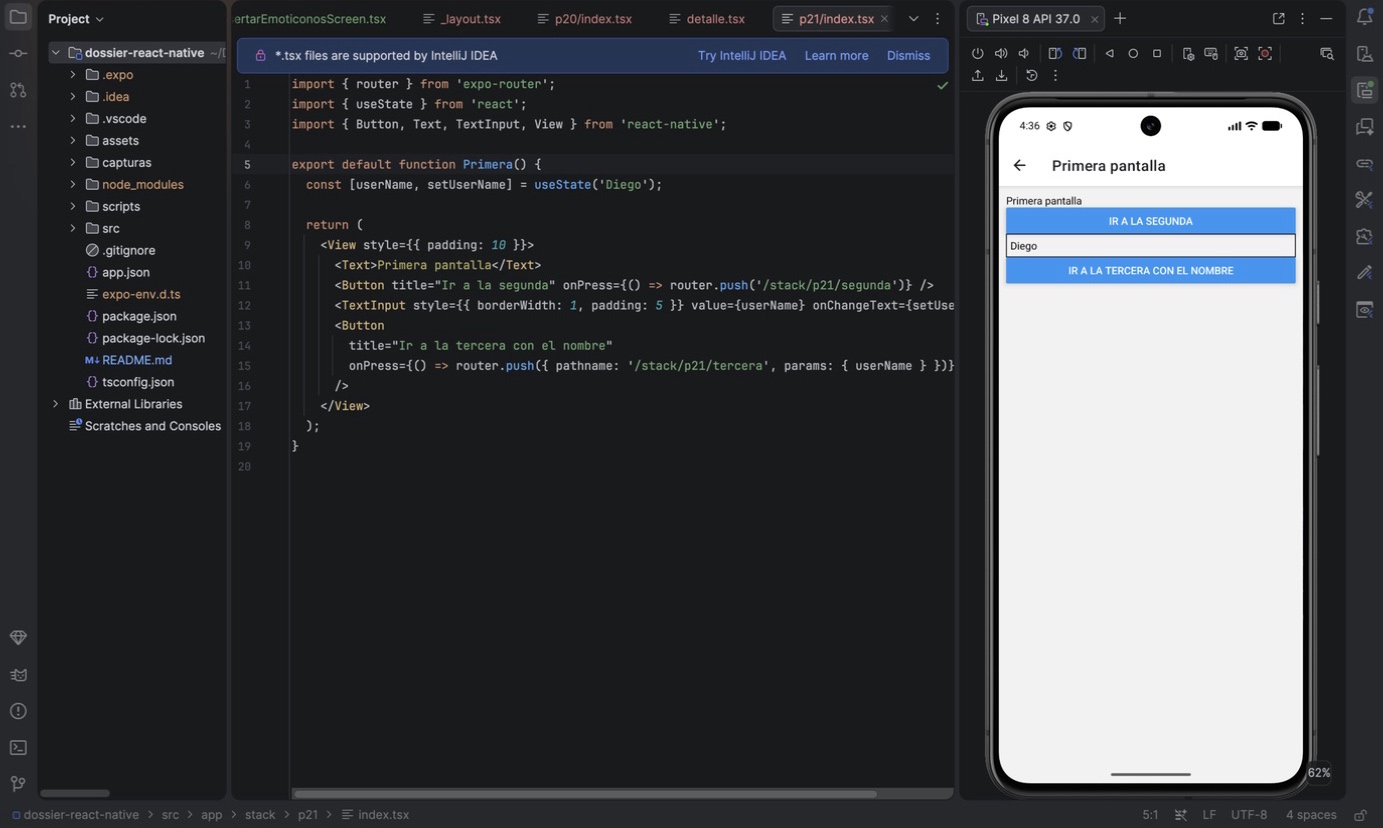 Project
dossier-react-native ~/D
.expo
.idea
.vscode
assets
capturas
node_modules
scripts
src
.gitignore
app.json
expo-env.d.ts
package.json
package-lock.json
README.md
tsconfig.json
External Libraries
Scratches and Consoles
ertarEmoticonosScreen.tsx
_layout.tsx
p20/index.tsx
detalle.tsx
p21/index.tsx
*.tsx files are supported by IntelliJ IDEA
Try IntelliJ IDEA
Learn more
Dismiss
1 import { router } from 'expo-router';
2 import { useState } from 'react';
3 import { Button, Text, TextInput, View } from 'react-native';
4
5 export default function Primera() {
6 const [userName, setUserName] = useState('Diego');
7
8 return (
9 <View style={{ padding: 10 }}>
10 <Text>Primera pantalla</Text>
11 <Button title="Ir a la segunda" onPress={() => router.push('/stack/p21/segunda')} />
12 <TextInput style={{ borderWidth: 1, padding: 5 }} value={userName} onChangeText={setUse
13 <Button
14 title="Ir a la tercera con el nombre"
15 onPress={() => router.push({ pathname: '/stack/p21/tercera', params: { userName } })}
16 />
17 </View>
18 );
19 }
20
Pixel 8 API 37.0
4:36
Primera pantalla
Primera pantalla
IR A LA SEGUNDA
Diego
IR A LA TERCERA CON EL NOMBRE
62%
dossier-react-native > src > app > stack > p21 > index.tsx
5:1
LF
UTF-8
4 spaces